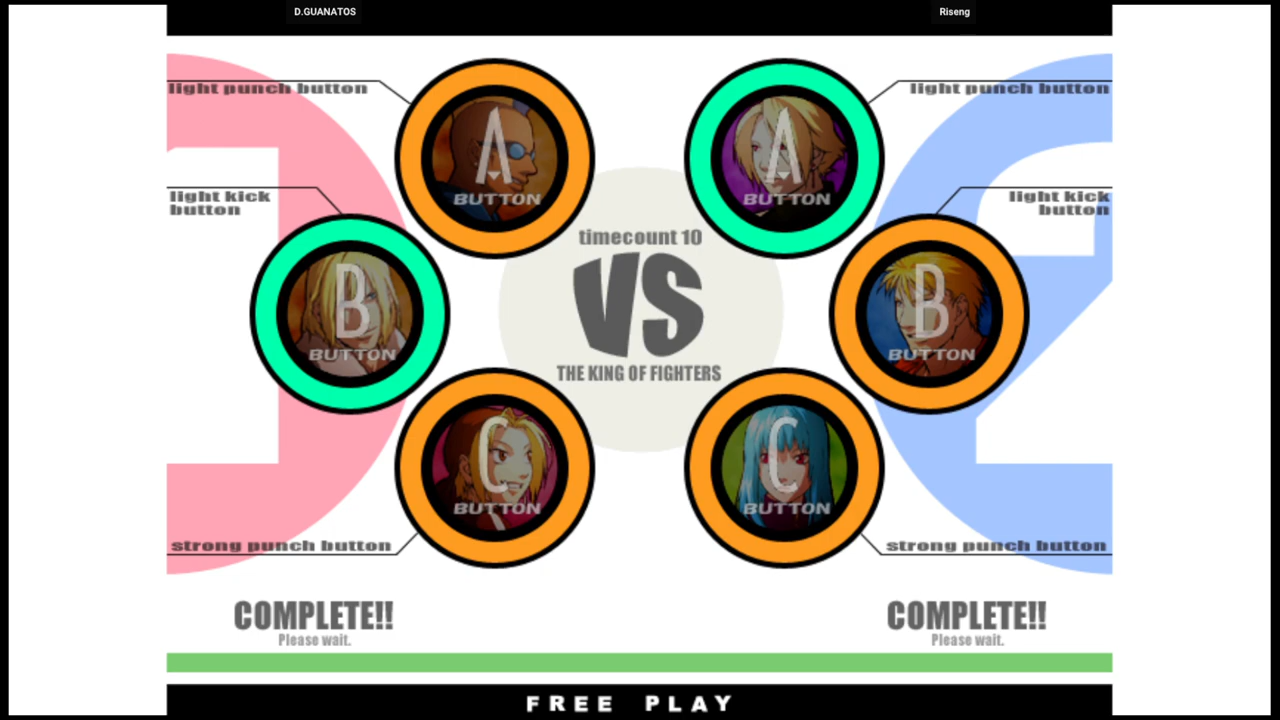 D.GUANATOS
Riseng
light punch button
light punch button
A
BUTTON
A
BUTTON
light kick
button
light kick
button
timecount 10
VS
THE KING OF FIGHTERS
B
BUTTON
B
BUTTON
C
BUTTON
C
BUTTON
strong punch button
strong punch button
COMPLETE!!
Please wait.
COMPLETE!!
Please wait.
FREE PLAY